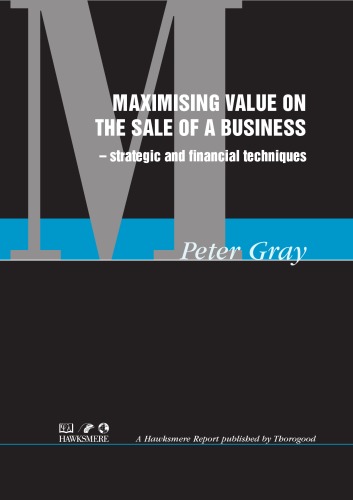 M
MAXIMISING VALUE ON
THE SALE OF A BUSINESS
– strategic and financial techniques
Peter Gray
HAWKSMERE
A Hawksmere Report published by Thorogood